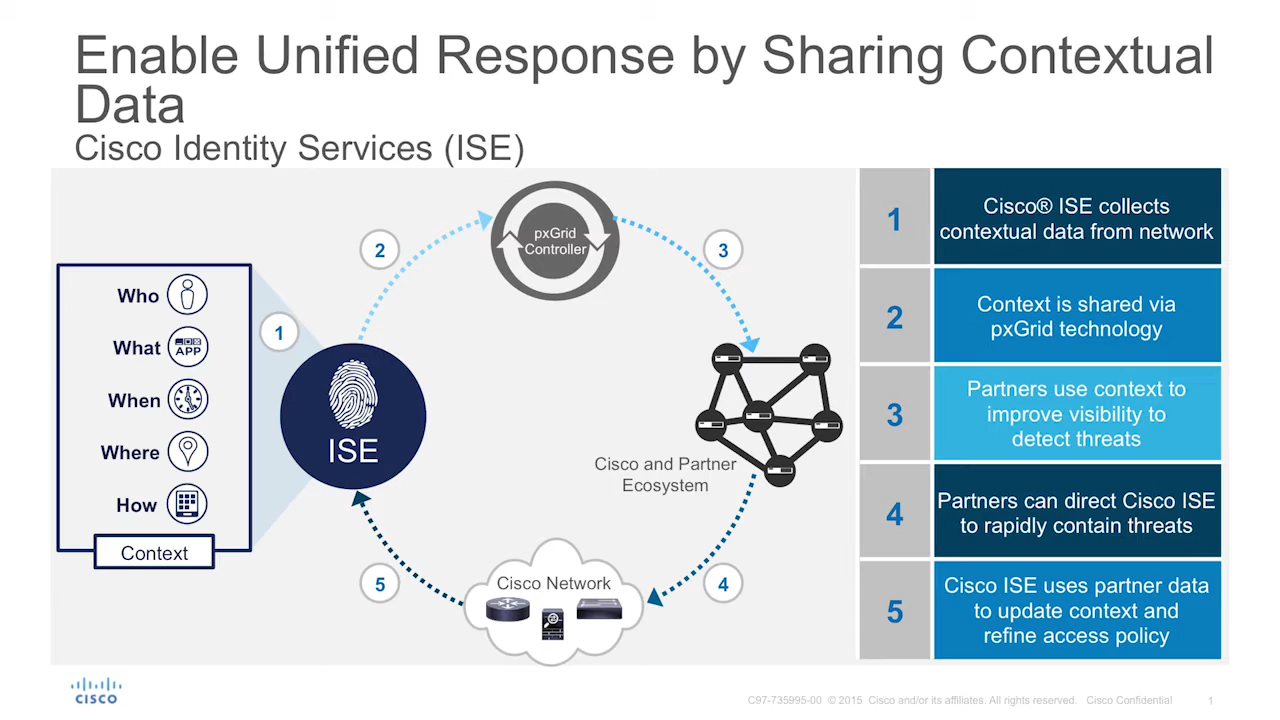 Enable Unified Response by Sharing Contextual
Data
Cisco Identity Services (ISE)
Who
What
APP
When
Where
How
Context
1
ISE
2
pxGrid
Controller
3
Cisco and Partner
Ecosystem
4
Cisco Network
5
1
Cisco® ISE collects
contextual data from network
2
Context is shared via
pxGrid technology
3
Partners use context to
improve visibility to
detect threats
4
Partners can direct Cisco ISE
to rapidly contain threats
5
Cisco ISE uses partner data
to update context and
refine access policy
CISCO
C97-735995-00 © 2015 Cisco and/or its affiliates. All rights reserved. Cisco Confidential 1